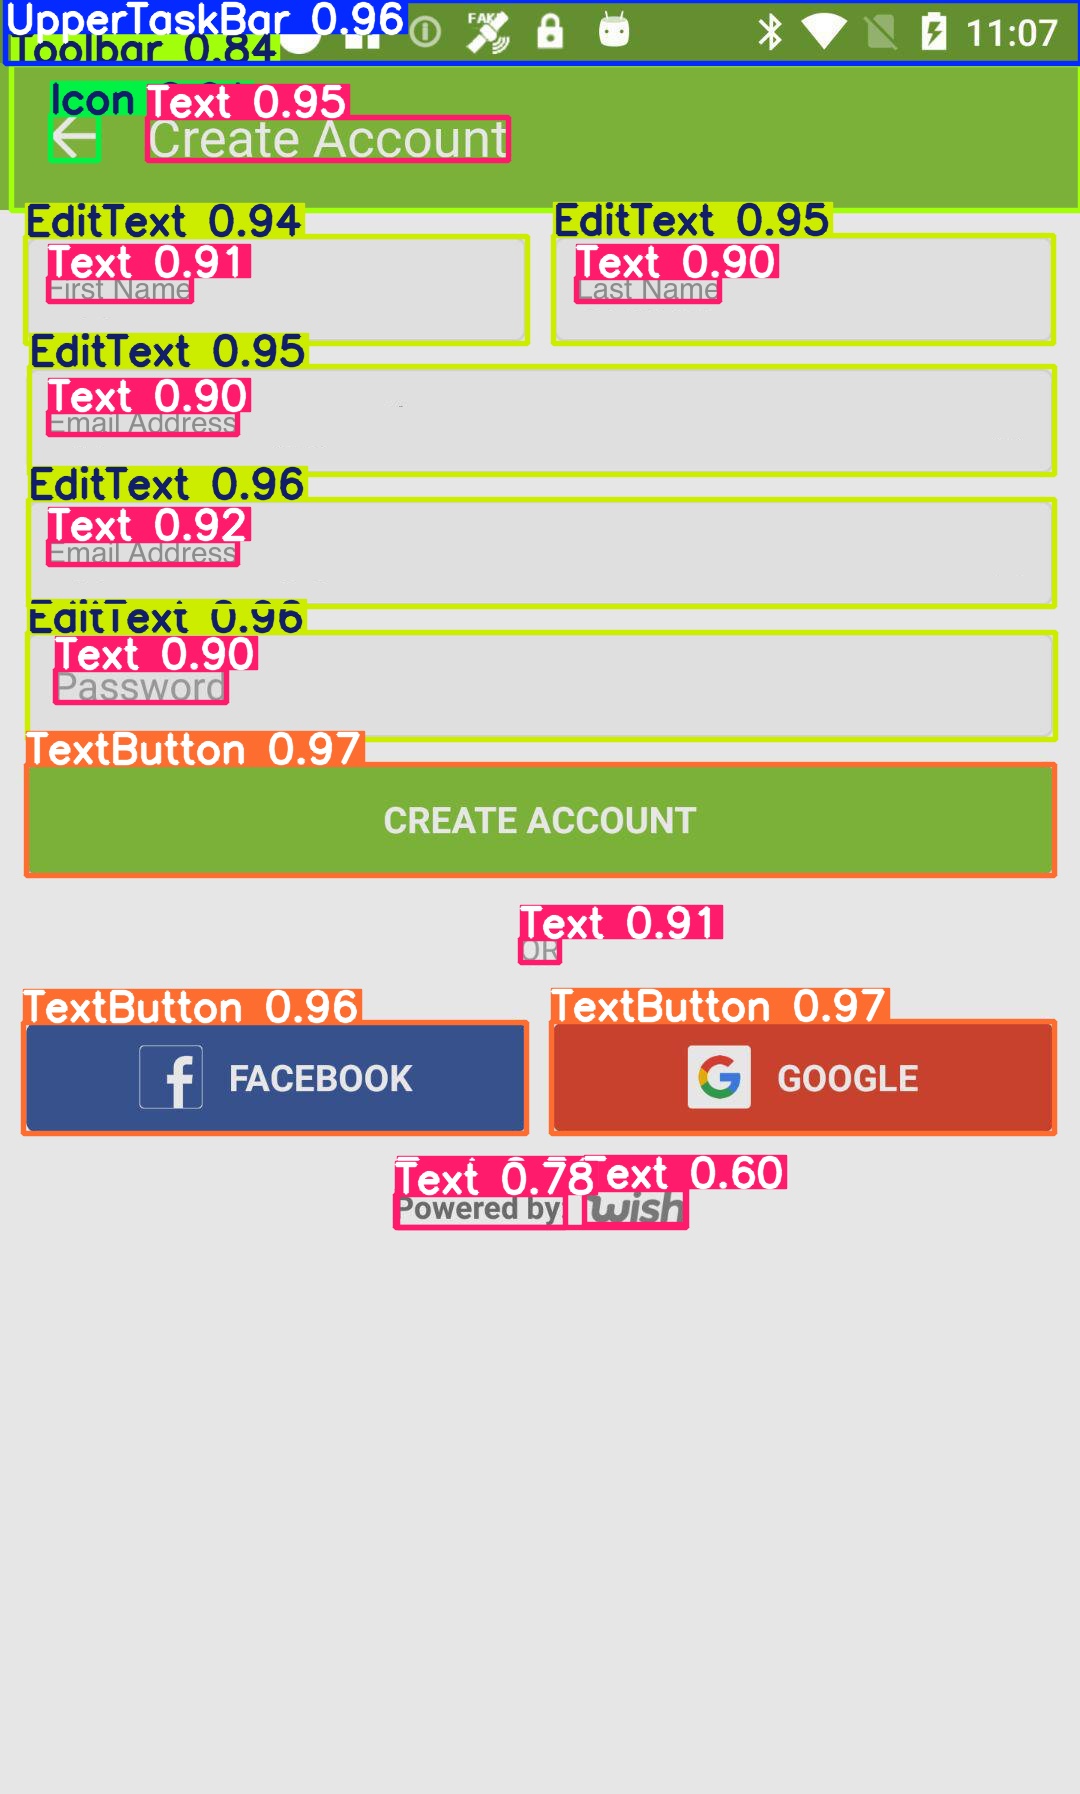 UpperTaskBar 0.96
FAKE
11:07
Toolbar 0.84
Icon
Text 0.95
Create Account
EditText 0.94
EditText 0.95
Text 0.91
Text 0.90
First Name
Last Name
EditText 0.95
Text 0.90
Email Address
EditText 0.96
Text 0.92
Email Address
EditText 0.96
Text 0.90
Password
TextButton 0.97
CREATE ACCOUNT
Text 0.91
OR
TextButton 0.96
TextButton 0.97
FACEBOOK
GOOGLE
Text 0.78
Text 0.60
Powered by
wish